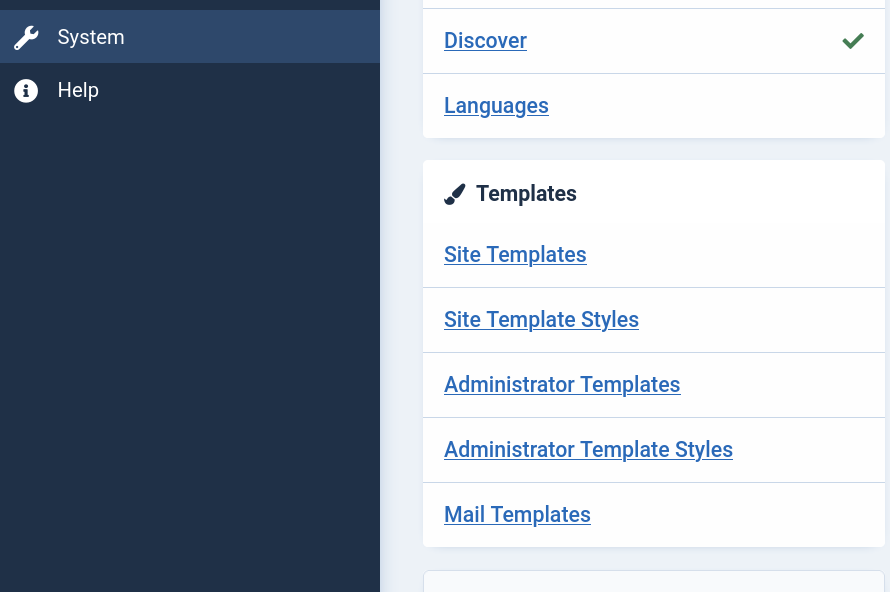 System
Help
Discover
Languages
Templates
Site Templates
Site Template Styles
Administrator Templates
Administrator Template Styles
Mail Templates